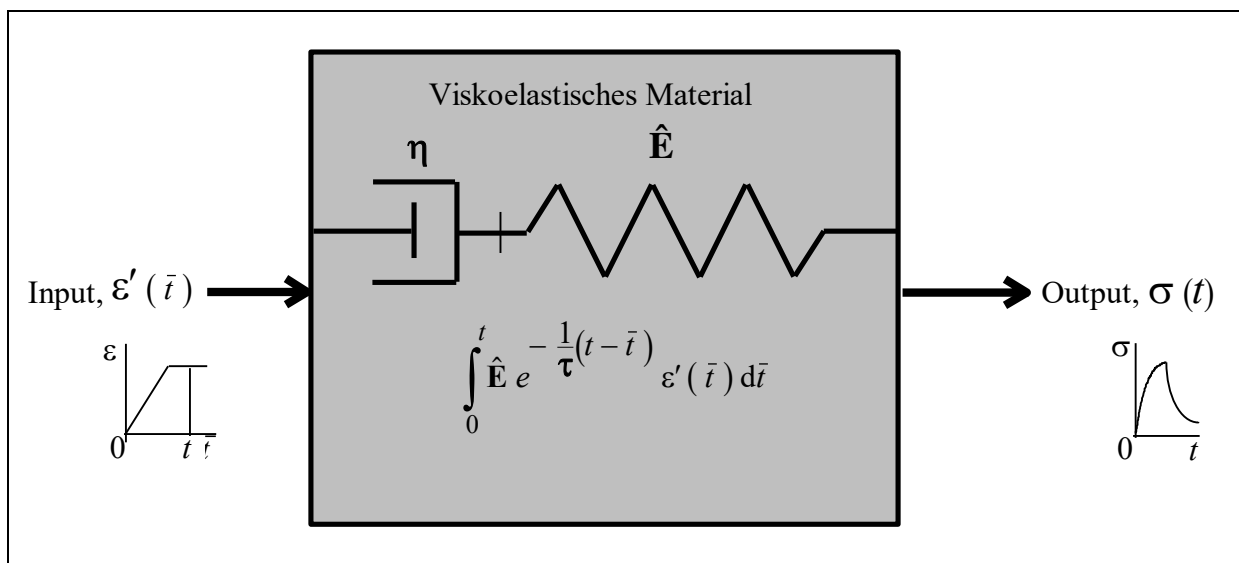 Viskoelastisches Material
η Ê
Input, ε′ ( t̄ )
Output, σ (t)
∫₀ᵗ Ê e^{− 1/τ (t− t̄ )} ε′( t̄ ) dt̄
ε
0 t t̄
σ
0 t